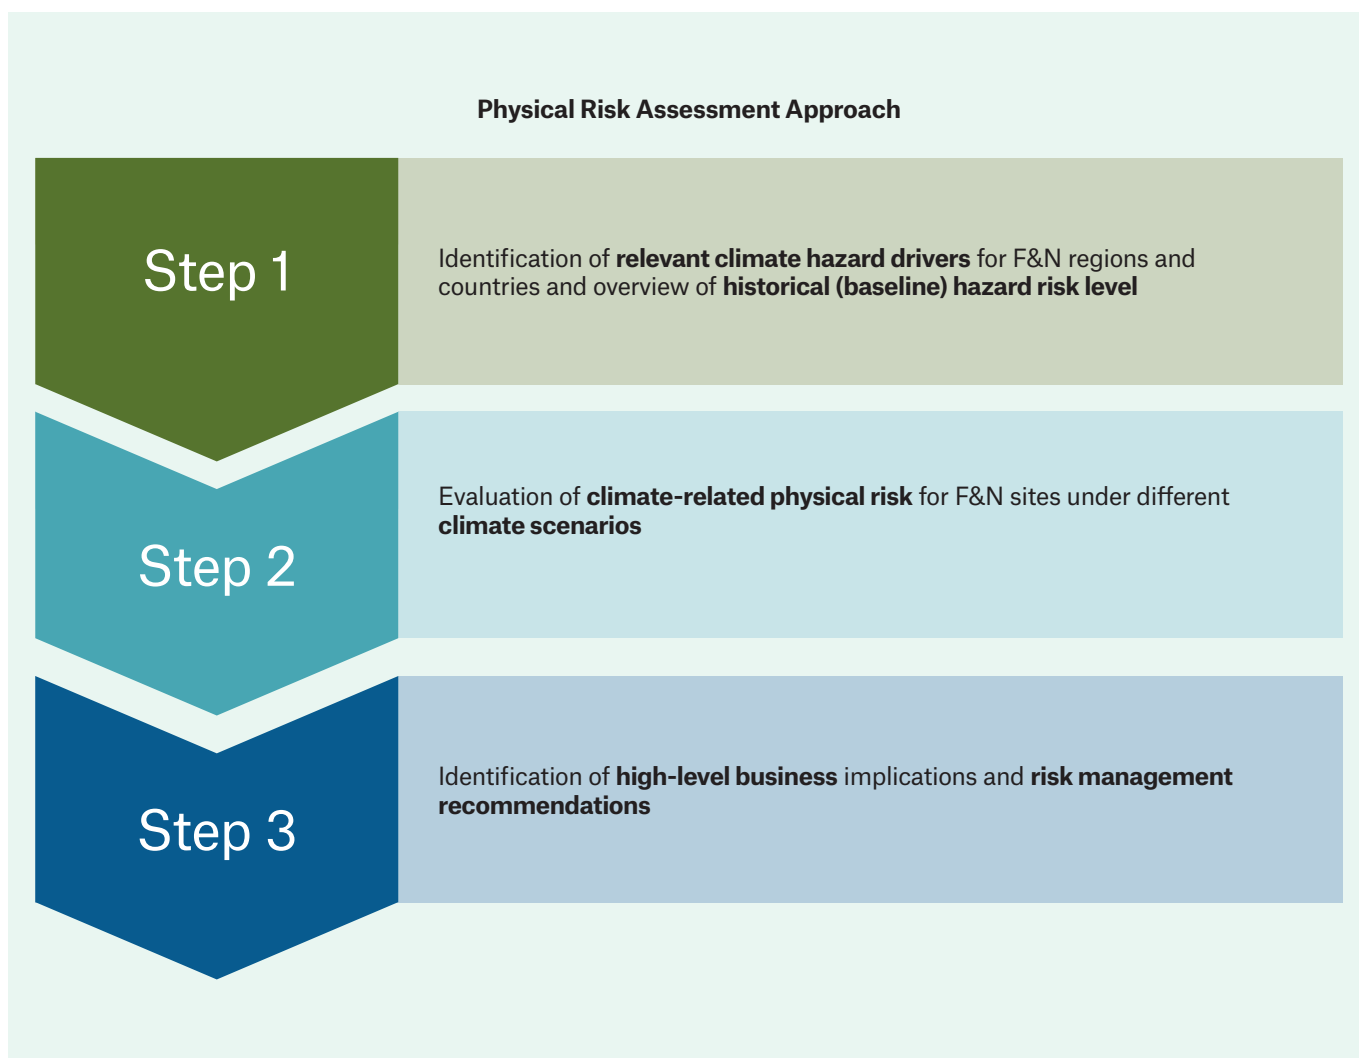 Physical Risk Assessment Approach
Step 1
Identification of relevant climate hazard drivers for F&N regions and
countries and overview of historical (baseline) hazard risk level
Step 2
Evaluation of climate-related physical risk for F&N sites under different
climate scenarios
Step 3
Identification of high-level business implications and risk management
recommendations